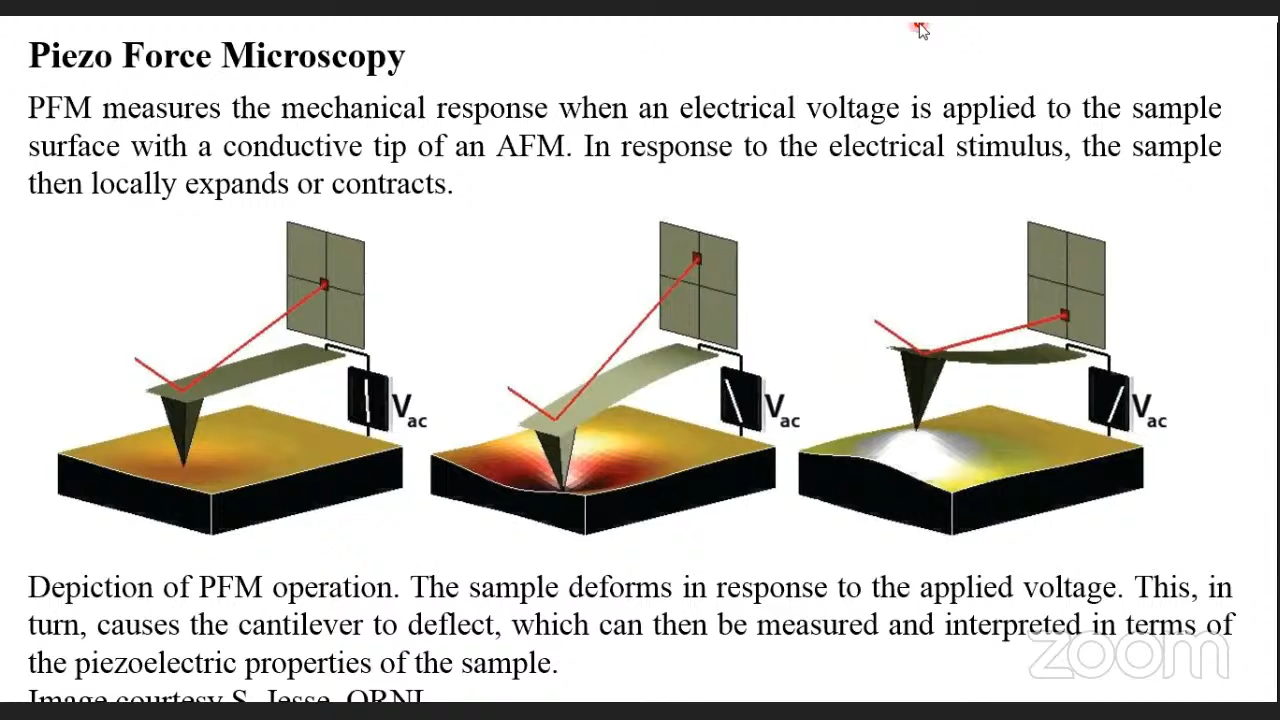 Piezo Force Microscopy
PFM measures the mechanical response when an electrical voltage is applied to the sample
surface with a conductive tip of an AFM. In response to the electrical stimulus, the sample
then locally expands or contracts.
Vac
Vac
Vac
Depiction of PFM operation. The sample deforms in response to the applied voltage. This, in
turn, causes the cantilever to deflect, which can then be measured and interpreted in terms of
the piezoelectric properties of the sample.
Image courtesy S. Jesse, ORNL
zoom